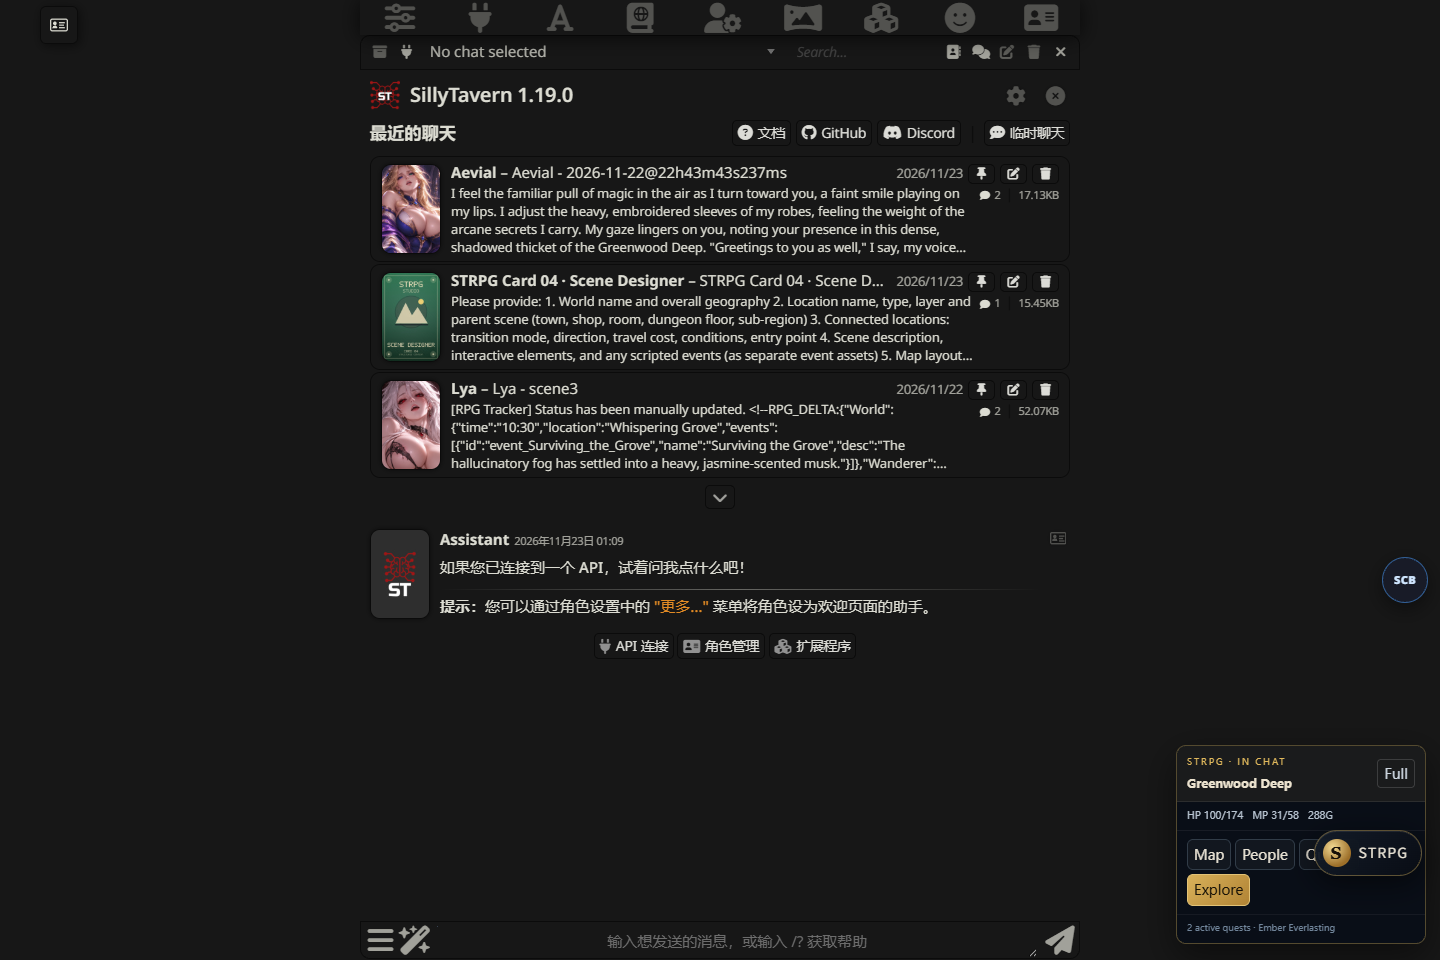 No chat selected
Search...
ST
SillyTavern 1.19.0
最近的聊天
文档
GitHub
Discord
临时聊天
Aevial – Aevial - 2026-11-22@22h43m43s237ms
2026/11/23
I feel the familiar pull of magic in the air as I turn toward you, a faint smile playing on
2
17.13KB
my lips. I adjust the heavy, embroidered sleeves of my robes, feeling the weight of the
arcane secrets I carry. My gaze lingers on you, noting your presence in this dense,
shadowed thicket of the Greenwood Deep. "Greetings to you as well," I say, my voice...
STRPG
SCENE DESIGNER
STRPG Card 04 · Scene Designer – STRPG Card 04 · Scene D...
2026/11/23
Please provide: 1. World name and overall geography 2. Location name, type, layer and
1
15.45KB
parent scene (town, shop, room, dungeon floor, sub-region) 3. Connected locations:
transition mode, direction, travel cost, conditions, entry point 4. Scene description,
interactive elements, and any scripted events (as separate event assets) 5. Map layout...
Lya – Lya - scene3
2026/11/22
[RPG Tracker] Status has been manually updated. <!--RPG_DELTA:{"World":
2
52.07KB
{"time":"10:30","location":"Whispering Grove","events":
[{"id":"event_Surviving_the_Grove","name":"Surviving the Grove","desc":"The
hallucinatory fog has settled into a heavy, jasmine-scented musk."}]},"Wanderer":...
ST
Assistant 2026年11月23日 01:09
如果您已连接到一个 API，试着问我点什么吧！
提示：您可以通过角色设置中的 "更多..." 菜单将角色设为欢迎页面的助手。
API 连接
角色管理
扩展程序
SCB
STRPG · IN CHAT
Greenwood Deep
Full
HP 100/174 MP 31/58 288G
Map
People
S STRPG
Explore
2 active quests · Ember Everlasting
输入想发送的消息，或输入 /? 获取帮助